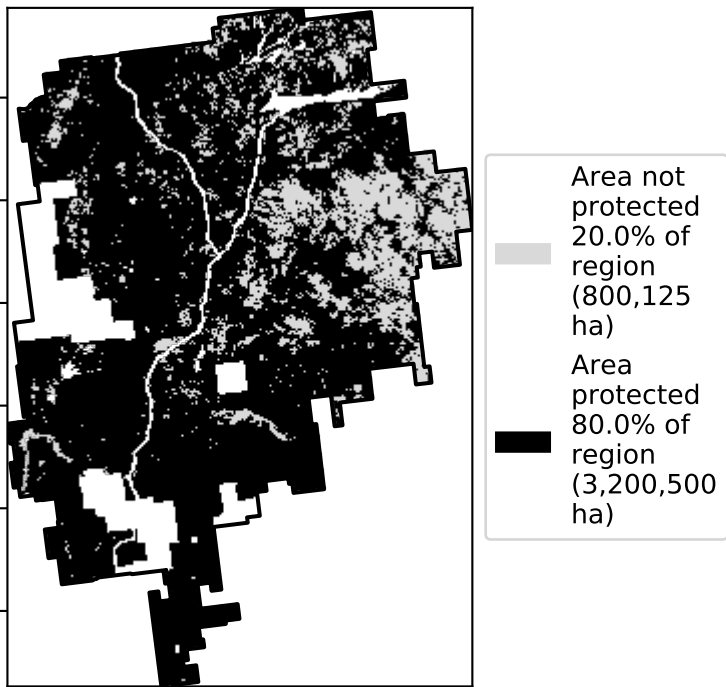 Area not
protected
20.0% of
region
(800,125
ha)
Area
protected
80.0% of
region
(3,200,500
ha)